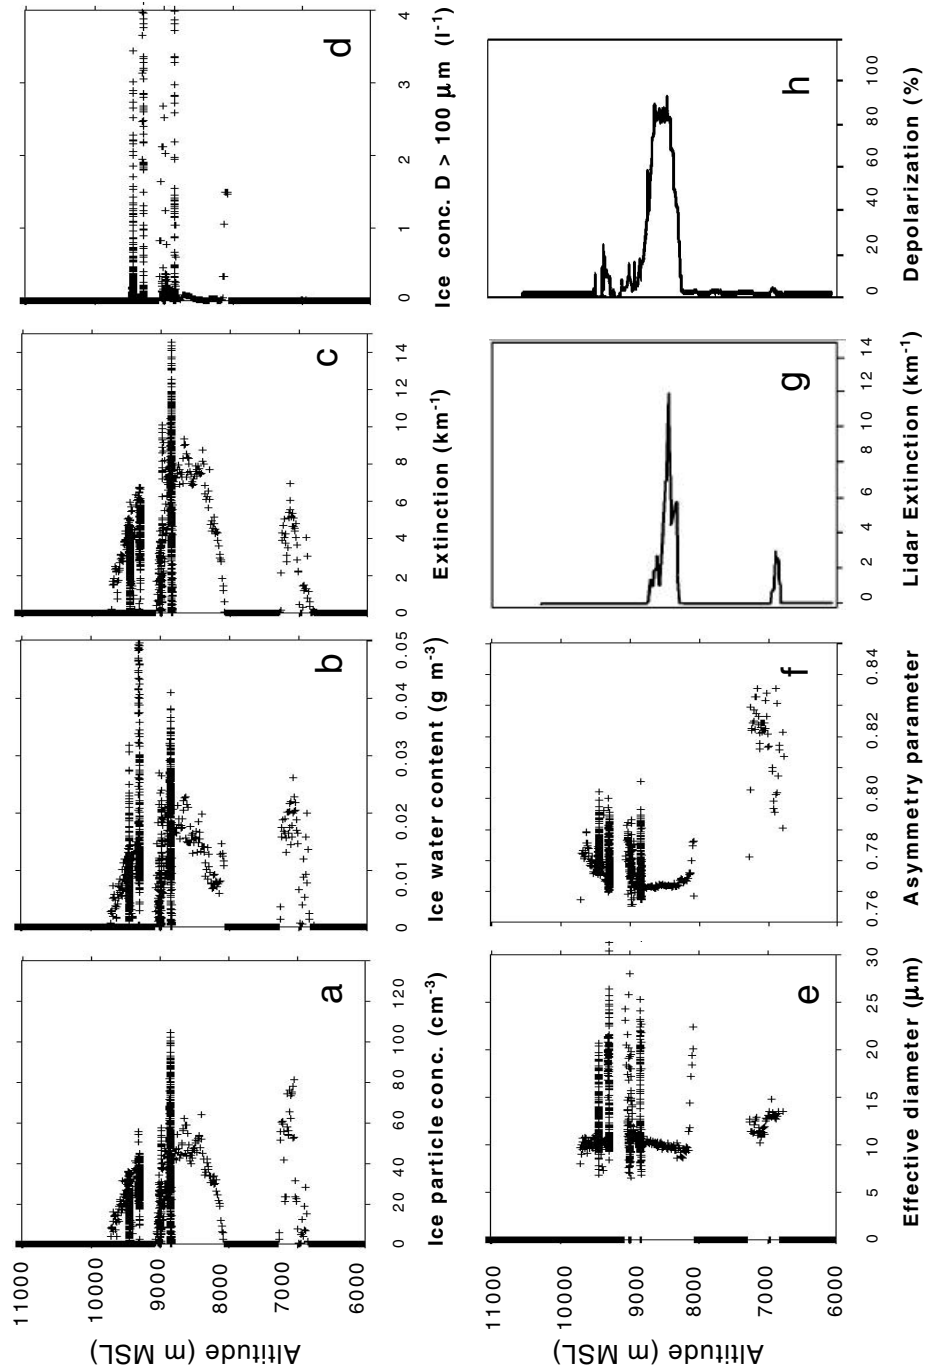 Altitude (m MSL)
11000
10000
9000
8000
7000
6000
a
0 20 40 60 80 100 120
Ice particle conc. (cm-3)
b
0 0.01 0.02 0.03 0.04 0.05
Ice water content (g m-3)
c
0 2 4 6 8 10 12 14
Extinction (km-1)
d
0 1 2 3 4
Ice conc. D > 100 μm (l-1)
Altitude (m MSL)
11000
10000
9000
8000
7000
6000
e
0 5 10 15 20 25 30
Effective diameter (μm)
f
0.76 0.78 0.80 0.82 0.84
Asymmetry parameter
g
0 2 4 6 8 10 12 14
Lidar Extinction (km-1)
h
0 20 40 60 80 100
Depolarization (%)